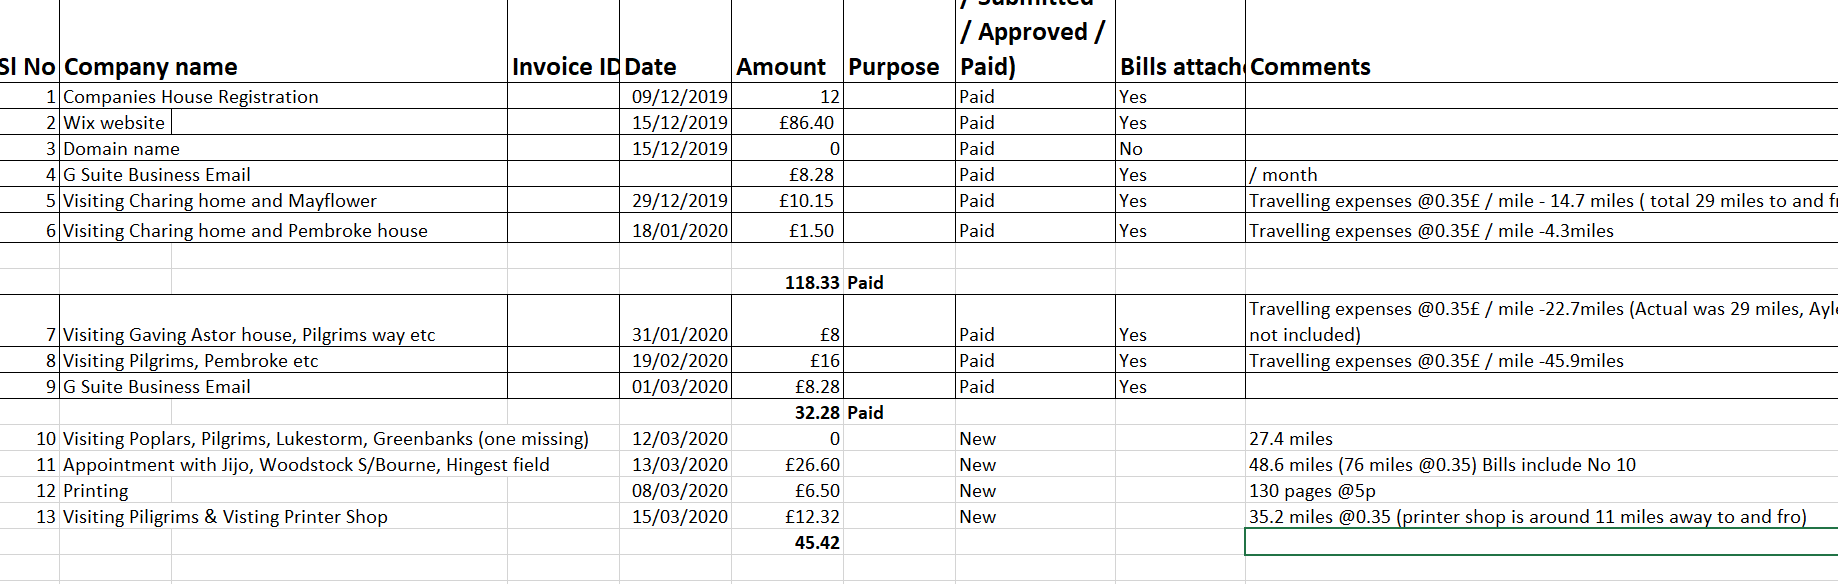 / Submitted
/ Approved /
Sl No Company name Invoice ID Date Amount Purpose Paid) Bills attach Comments
1 Companies House Registration 09/12/2019 12 Paid Yes
2 Wix website 15/12/2019 £86.40 Paid Yes
3 Domain name 15/12/2019 0 Paid No
4 G Suite Business Email £8.28 Paid Yes / month
5 Visiting Charing home and Mayflower 29/12/2019 £10.15 Paid Yes Travelling expenses @0.35£ / mile - 14.7 miles ( total 29 miles to and fr
6 Visiting Charing home and Pembroke house 18/01/2020 £1.50 Paid Yes Travelling expenses @0.35£ / mile -4.3miles
118.33 Paid
Travelling expenses @0.35£ / mile -22.7miles (Actual was 29 miles, Ayle
7 Visiting Gaving Astor house, Pilgrims way etc 31/01/2020 £8 Paid Yes not included)
8 Visiting Pilgrims, Pembroke etc 19/02/2020 £16 Paid Yes Travelling expenses @0.35£ / mile -45.9miles
9 G Suite Business Email 01/03/2020 £8.28 Paid Yes
32.28 Paid
10 Visiting Poplars, Pilgrims, Lukestorm, Greenbanks (one missing) 12/03/2020 0 New 27.4 miles
11 Appointment with Jijo, Woodstock S/Bourne, Hingest field 13/03/2020 £26.60 New 48.6 miles (76 miles @0.35) Bills include No 10
12 Printing 08/03/2020 £6.50 New 130 pages @5p
13 Visiting Piligrims & Visting Printer Shop 15/03/2020 £12.32 New 35.2 miles @0.35 (printer shop is around 11 miles away to and fro)
45.42